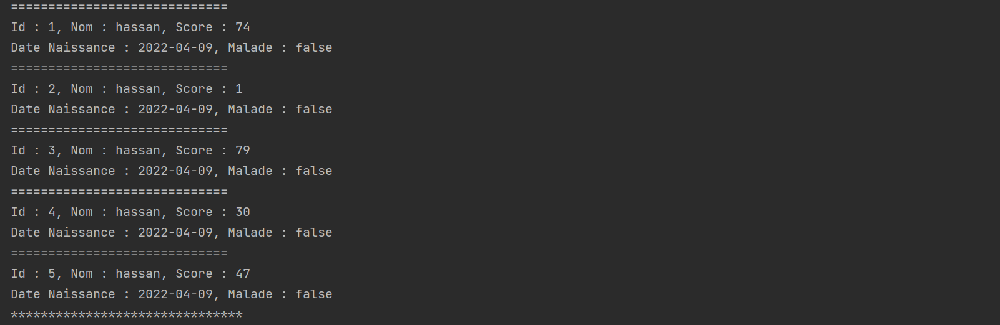 =============================
Id : 1, Nom : hassan, Score : 74
Date Naissance : 2022-04-09, Malade : false
=============================
Id : 2, Nom : hassan, Score : 1
Date Naissance : 2022-04-09, Malade : false
=============================
Id : 3, Nom : hassan, Score : 79
Date Naissance : 2022-04-09, Malade : false
=============================
Id : 4, Nom : hassan, Score : 30
Date Naissance : 2022-04-09, Malade : false
=============================
Id : 5, Nom : hassan, Score : 47
Date Naissance : 2022-04-09, Malade : false
*******************************